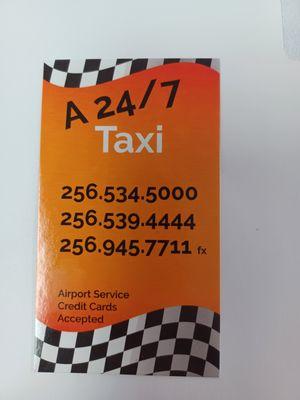 A 24/7
Taxi
256.534.5000
256.539.4444
256.945.7711 fx
Airport Service
Credit Cards
Accepted